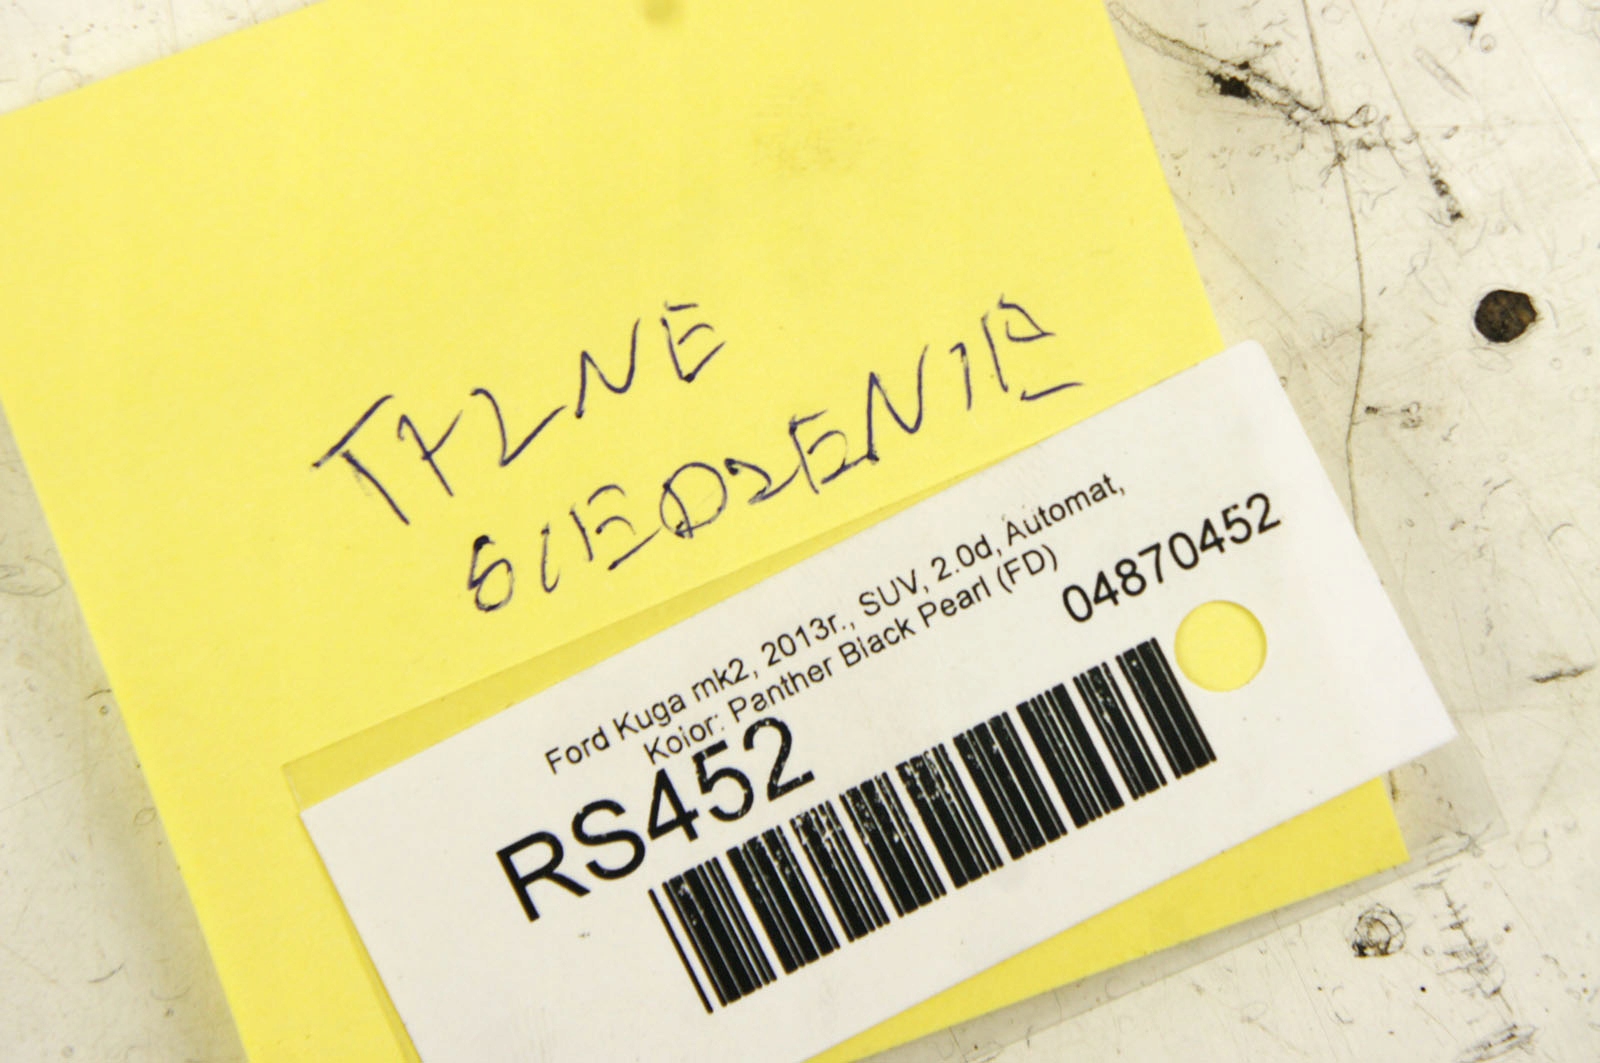 TYLNE
SIEDZENIE
Ford Kuga mk2, 2013r., SUV, 2.0d, Automat,
Kolor: Panther Black Pearl (FD)
RS452
04870452